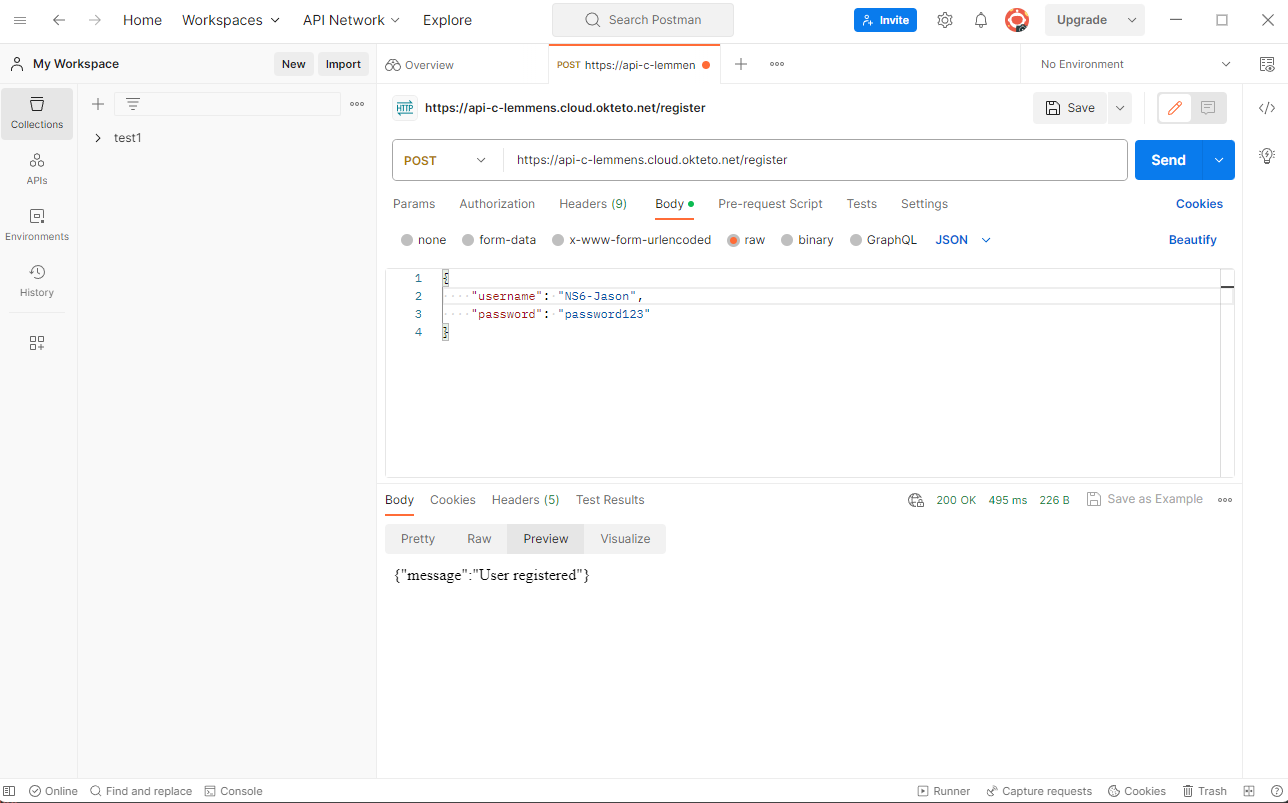 Home Workspaces API Network Explore Search Postman Invite Upgrade
My Workspace New Import Overview POST https://api-c-lemmen No Environment
Collections
APIs
Environments
History
test1
HTTP https://api-c-lemmens.cloud.okteto.net/register Save
POST https://api-c-lemmens.cloud.okteto.net/register Send
Params Authorization Headers (9) Body Pre-request Script Tests Settings Cookies
none form-data x-www-form-urlencoded raw binary GraphQL JSON Beautify
1 {
2 "username": "NS6-Jason",
3 "password": "password123"
4 }
Body Cookies Headers (5) Test Results 200 OK 495 ms 226 B Save as Example
Pretty Raw Preview Visualize
{"message":"User registered"}
Online Find and replace Console Runner Capture requests Cookies Trash